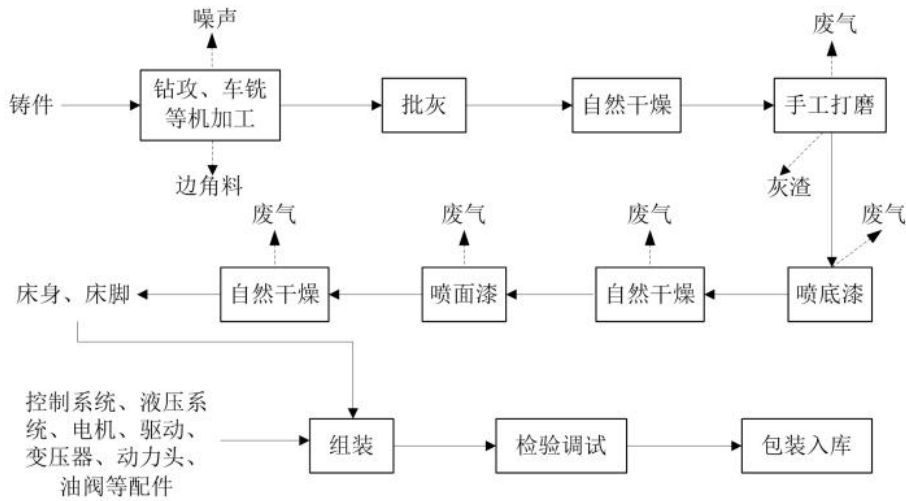 噪声
废气
铸件
钻攻、车铣
等机加工
批灰
自然干燥
手工打磨
边角料
灰渣
废气
废气
废气
废气
床身、床脚
自然干燥
喷面漆
自然干燥
喷底漆
控制系统、液压系
统、电机、驱动、
变压器、动力头、
油阀等配件
组装
检验调试
包装入库